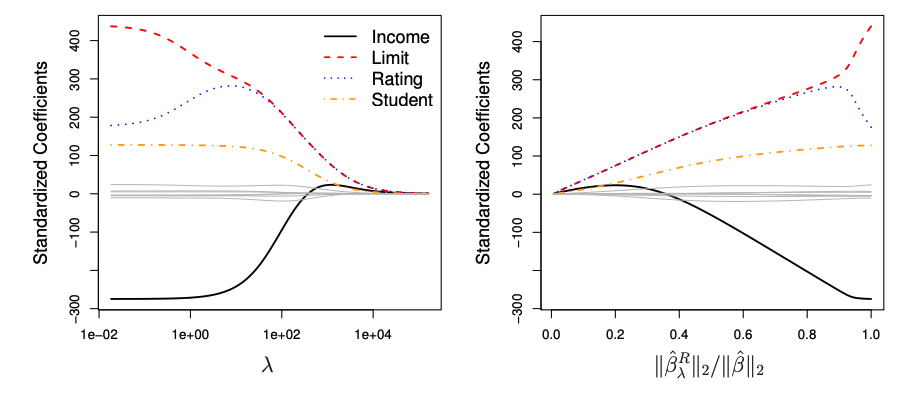 Standardized Coefficients
400
300
200
100
0
−100
−300
1e−02
1e+00
1e+02
1e+04
λ
Income
Limit
Rating
Student
Standardized Coefficients
400
300
200
100
0
−100
−300
0.0
0.2
0.4
0.6
0.8
1.0
‖β̂λᴿ‖₂/‖β̂‖₂